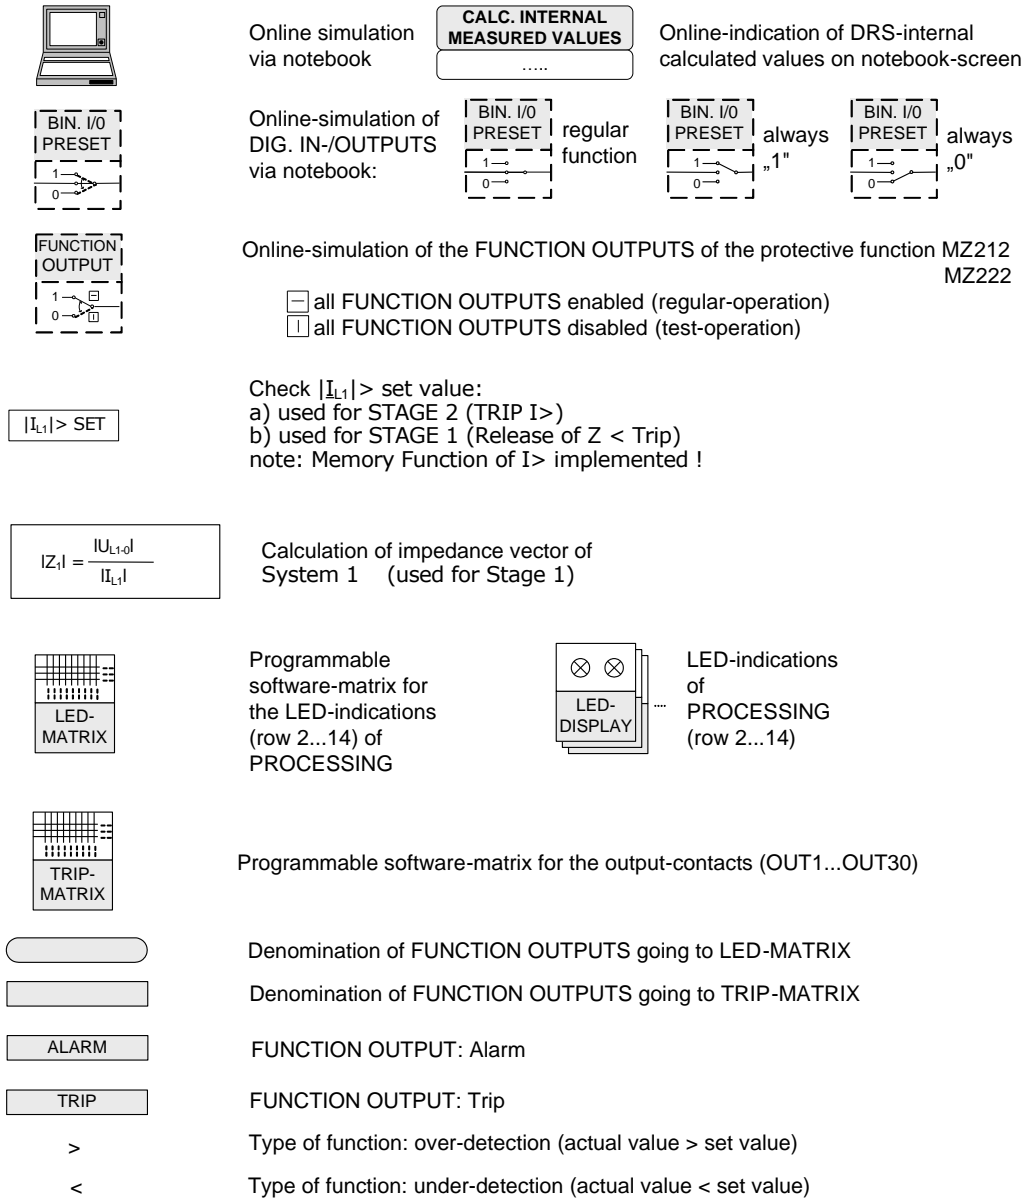 Online simulation
via notebook
CALC. INTERNAL
MEASURED VALUES
.....
Online-indication of DRS-internal
calculated values on notebook-screen
BIN. I/0
PRESET
1
0
Online-simulation of
DIG. IN-/OUTPUTS
via notebook:
BIN. I/0
PRESET
1
0
regular
function
BIN. I/0
PRESET
1
0
always
„1"
BIN. I/0
PRESET
1
0
always
„0"
FUNCTION
OUTPUT
1
0
Online-simulation of the FUNCTION OUTPUTS of the protective function MZ212
MZ222
all FUNCTION OUTPUTS enabled (regular-operation)
all FUNCTION OUTPUTS disabled (test-operation)
|I_L1|> SET
Check |I_L1|> set value:
a) used for STAGE 2 (TRIP I>)
b) used for STAGE 1 (Release of Z < Trip)
note: Memory Function of I> implemented !
|Z₁| = |U_L1-0| / |I_L1|
Calculation of impedance vector of
System 1 (used for Stage 1)
LED-
MATRIX
Programmable
software-matrix for
the LED-indications
(row 2...14) of
PROCESSING
LED-
DISPLAY
....
LED-indications
of
PROCESSING
(row 2...14)
TRIP-
MATRIX
Programmable software-matrix for the output-contacts (OUT1...OUT30)
Denomination of FUNCTION OUTPUTS going to LED-MATRIX
Denomination of FUNCTION OUTPUTS going to TRIP-MATRIX
ALARM
FUNCTION OUTPUT: Alarm
TRIP
FUNCTION OUTPUT: Trip
>
Type of function: over-detection (actual value > set value)
<
Type of function: under-detection (actual value < set value)